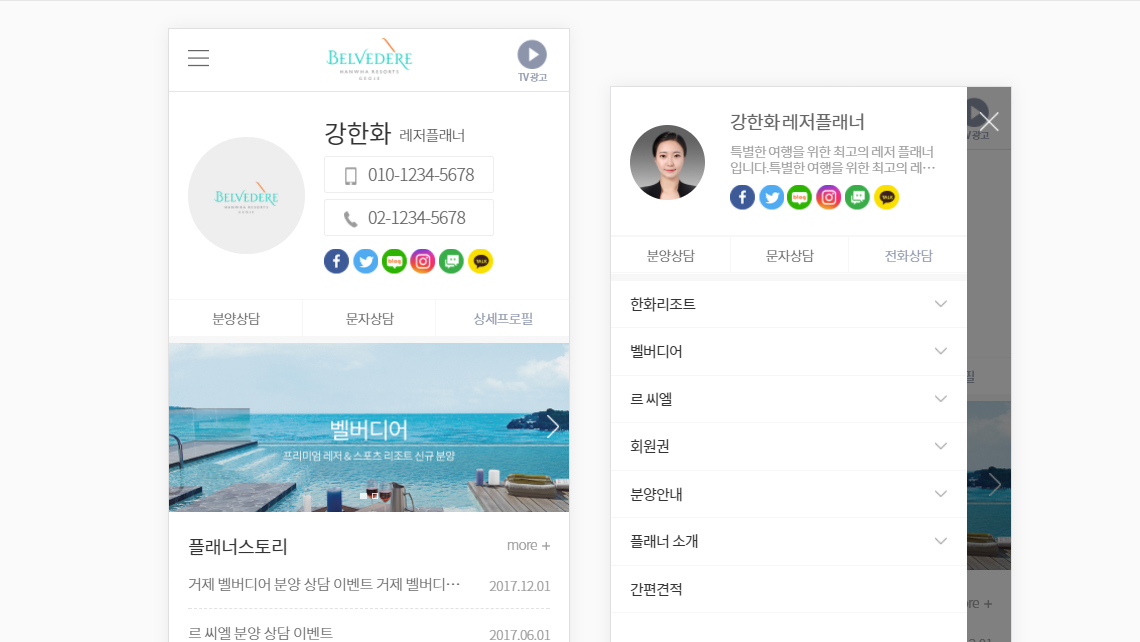 BELVEDERE
HANWHA RESORTS
GEOJE
TV 광고
강한화 레저플래너
BELVEDERE
HANWHA RESORTS
GEOJE
010-1234-5678
02-1234-5678
blog
TALK
분양상담 문자상담 상세프로필
벨버디어
프리미엄 레저 & 스포츠 리조트 신규 분양
플래너스토리 more +
거제 벨버디어 분양 상담 이벤트 거제 벨버디… 2017.12.01
르 씨엘 분양 상담 이벤트 2017.06.01
강한화 레저플래너
특별한 여행을 위한 최고의 레저 플래너
입니다.특별한 여행을 위한 최고의 레…
blog
TALK
분양상담 문자상담 전화상담
한화리조트
벨버디어
르 씨엘
회원권
분양안내
플래너 소개
간편견적
V 광고
필
re +